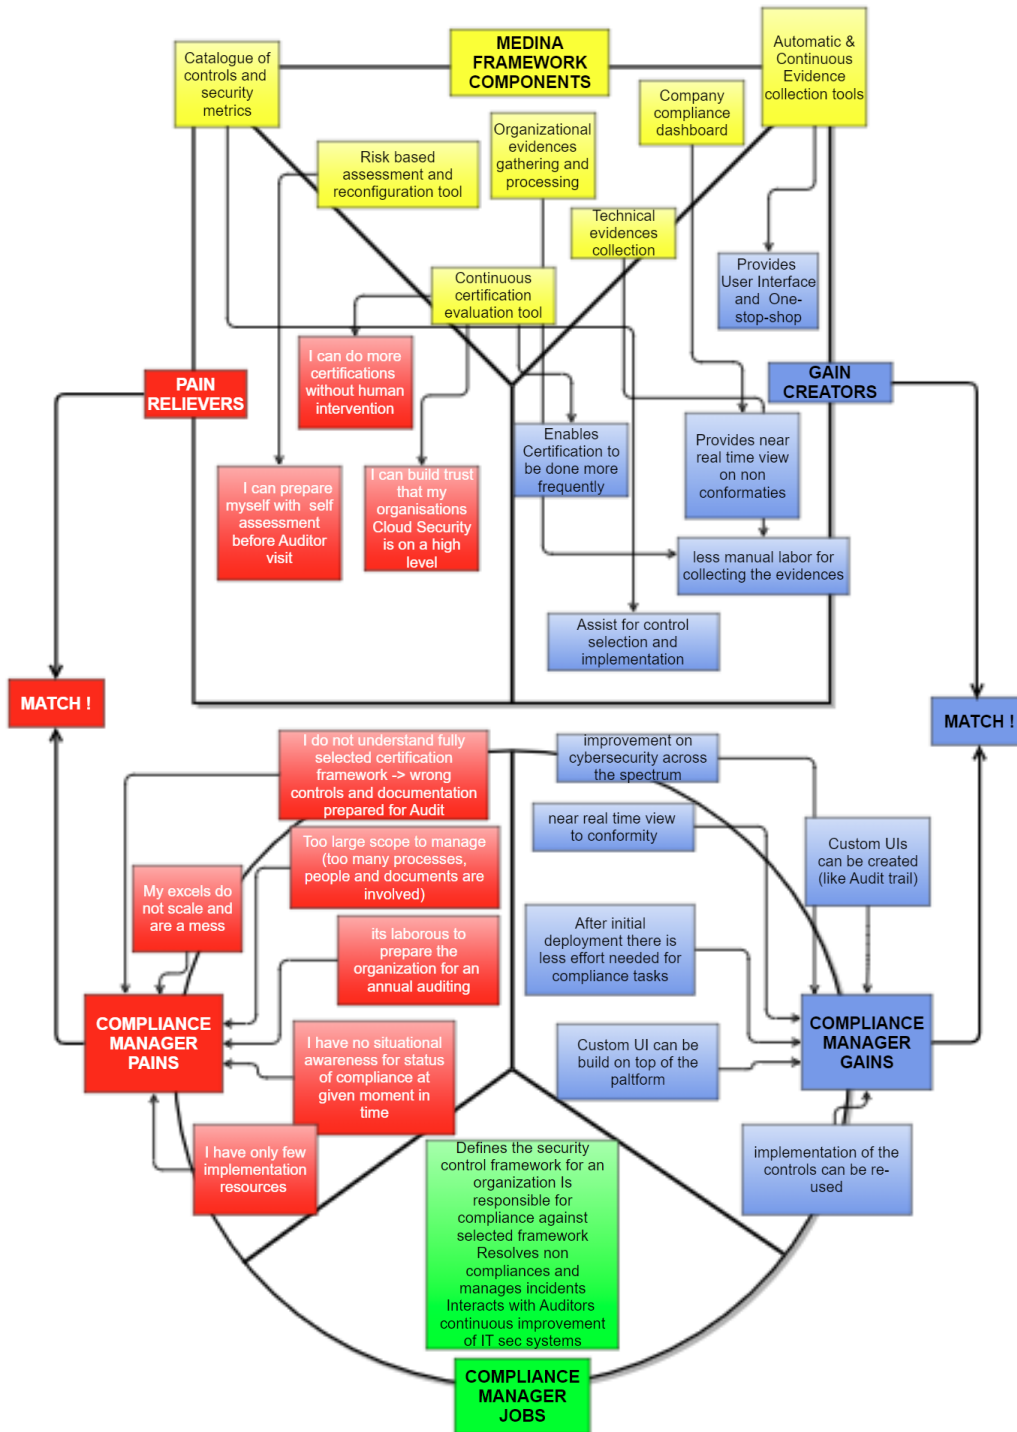 MEDINA
FRAMEWORK
COMPONENTS
Catalogue of
controls and
security
metrics
Automatic &
Continuous
Evidence
collection tools
Company
compliance
dashboard
Organizational
evidences
gathering and
processing
Risk based
assessment and
reconfiguration tool
Technical
evidences
collection
Continuous
certification
evaluation tool
Provides
User Interface
and One-
stop-shop
PAIN
RELIEVERS
I can do more
certifications
without human
intervention
GAIN
CREATORS
Enables
Certification to
be done more
frequently
Provides near
real time view
on non
conformaties
I can prepare
myself with self
assessment
before Auditor
visit
I can build trust
that my
organisations
Cloud Security
is on a high
level
less manual labor for
collecting the evidences
Assist for control
selection and
implementation
MATCH !
MATCH !
I do not understand fully
selected certification
framework -> wrong
controls and documentation
prepared for Audit
improvement on
cybersecurity across
the spectrum
near real time view
to conformity
Too large scope to manage
(too many processes,
people and documents are
involved)
Custom UIs
can be created
(like Audit trail)
My excels do
not scale and
are a mess
its laborous to
prepare the
organization for an
annual auditing
After initial
deployment there is
less effort needed for
compliance tasks
COMPLIANCE
MANAGER
PAINS
I have no situational
awareness for status
of compliance at
given moment in
time
Custom UI can be
build on top of the
paltform
COMPLIANCE
MANAGER
GAINS
I have only few
implementation
resources
implementation of the
controls can be re-
used
Defines the security
control framework for an
organization Is
responsible for
compliance against
selected framework
Resolves non
compliances and
manages incidents
Interacts with Auditors
continuous improvement
of IT sec systems
COMPLIANCE
MANAGER
JOBS